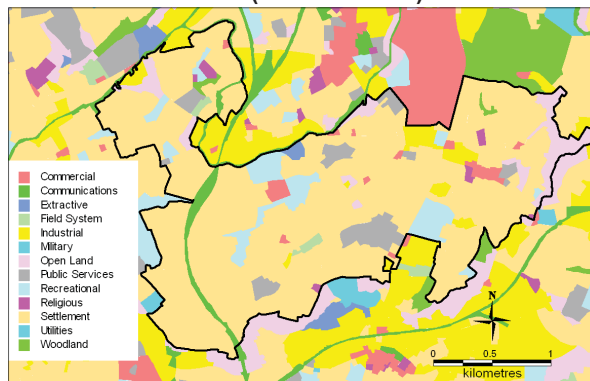 Commercial
Communications
Extractive
Field System
Industrial
Military
Open Land
Public Services
Recreational
Religious
Settlement
Utilities
Woodland
N
0 0.5 1
kilometres